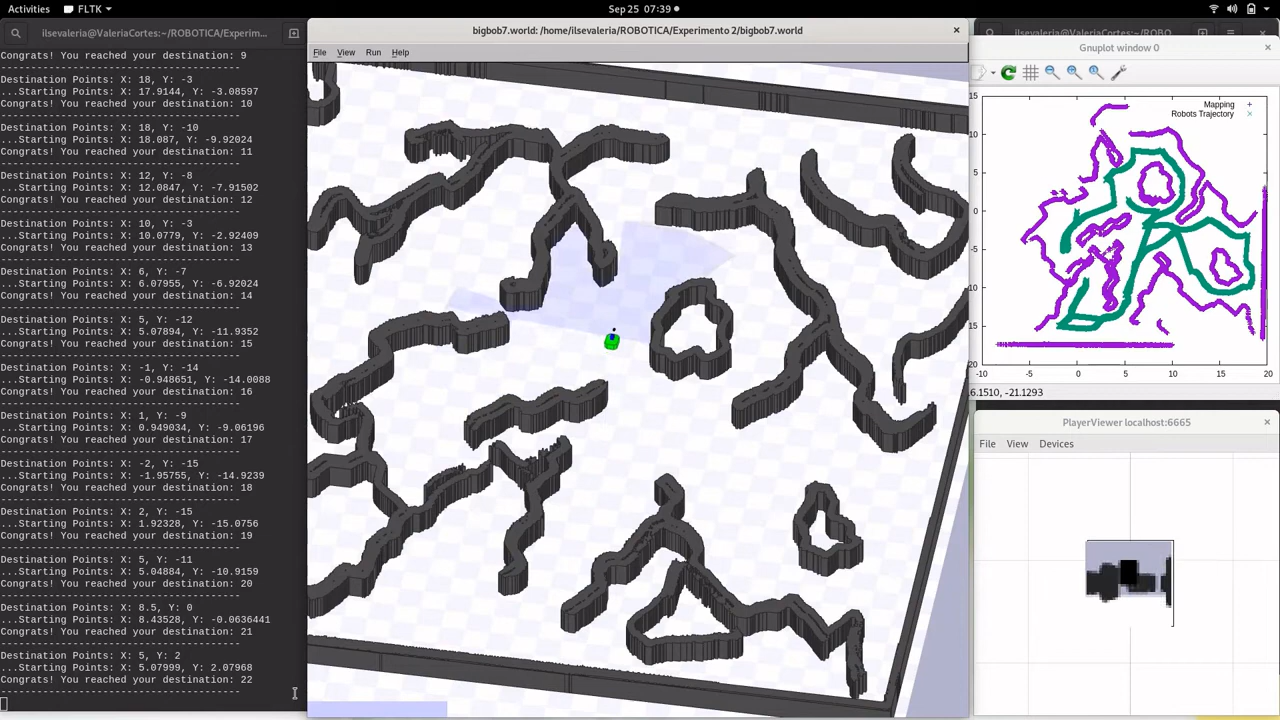 Activities
FLTK
Sep 25 07:39
ilsevaleria@ValeriaCortes:~/ROBOTICA/Experim...
Congrats! You reached your destination: 9
----------------------------------------
Destination Points: X: 18, Y: -3
...Starting Points: X: 17.9144, Y: -3.08597
Congrats! You reached your destination: 10
----------------------------------------
Destination Points: X: 18, Y: -10
...Starting Points: X: 18.087, Y: -9.92024
Congrats! You reached your destination: 11
----------------------------------------
Destination Points: X: 12, Y: -8
...Starting Points: X: 12.0847, Y: -7.91502
Congrats! You reached your destination: 12
----------------------------------------
Destination Points: X: 10, Y: -3
...Starting Points: X: 10.0779, Y: -2.92409
Congrats! You reached your destination: 13
----------------------------------------
Destination Points: X: 6, Y: -7
...Starting Points: X: 6.07955, Y: -6.92024
Congrats! You reached your destination: 14
----------------------------------------
Destination Points: X: 5, Y: -12
...Starting Points: X: 5.07894, Y: -11.9352
Congrats! You reached your destination: 15
----------------------------------------
Destination Points: X: -1, Y: -14
...Starting Points: X: -0.948651, Y: -14.0088
Congrats! You reached your destination: 16
----------------------------------------
Destination Points: X: 1, Y: -9
...Starting Points: X: 0.949034, Y: -9.06196
Congrats! You reached your destination: 17
----------------------------------------
Destination Points: X: -2, Y: -15
...Starting Points: X: -1.95755, Y: -14.9239
Congrats! You reached your destination: 18
----------------------------------------
Destination Points: X: 2, Y: -15
...Starting Points: X: 1.92328, Y: -15.0756
Congrats! You reached your destination: 19
----------------------------------------
Destination Points: X: 5, Y: -11
...Starting Points: X: 5.04884, Y: -10.9159
Congrats! You reached your destination: 20
----------------------------------------
Destination Points: X: 8.5, Y: 0
...Starting Points: X: 8.43528, Y: -0.0636441
Congrats! You reached your destination: 21
----------------------------------------
Destination Points: X: 5, Y: 2
...Starting Points: X: 5.07999, Y: 2.07968
Congrats! You reached your destination: 22
----------------------------------------
bigbob7.world: /home/ilsevaleria/ROBOTICA/Experimento 2/bigbob7.world
File View Run Help
ilsevaleria@ValeriaCortes:~/ROBO
Gnuplot window 0
Mapping
Robots Trajectory
15
10
5
0
-5
-10
-15
20
-10 -5 0 5 10 15 20
6.1510, -21.1293
PlayerViewer localhost:6665
File View Devices